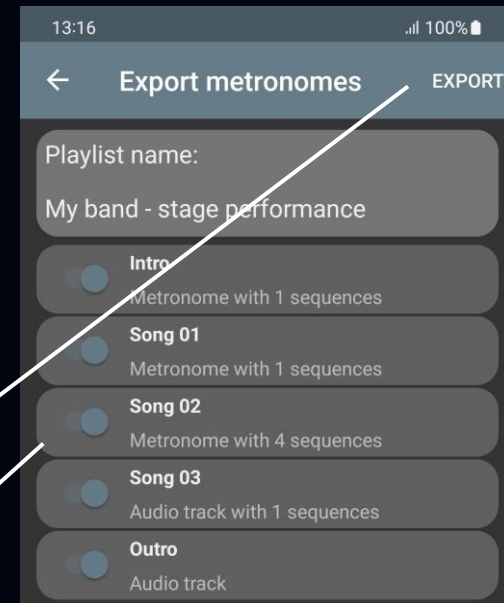 13:16 100%
Export metronomes EXPORT
Playlist name:
My band - stage performance
Intro
Metronome with 1 sequences
Song 01
Metronome with 1 sequences
Song 02
Metronome with 4 sequences
Song 03
Audio track with 1 sequences
Outro
Audio track